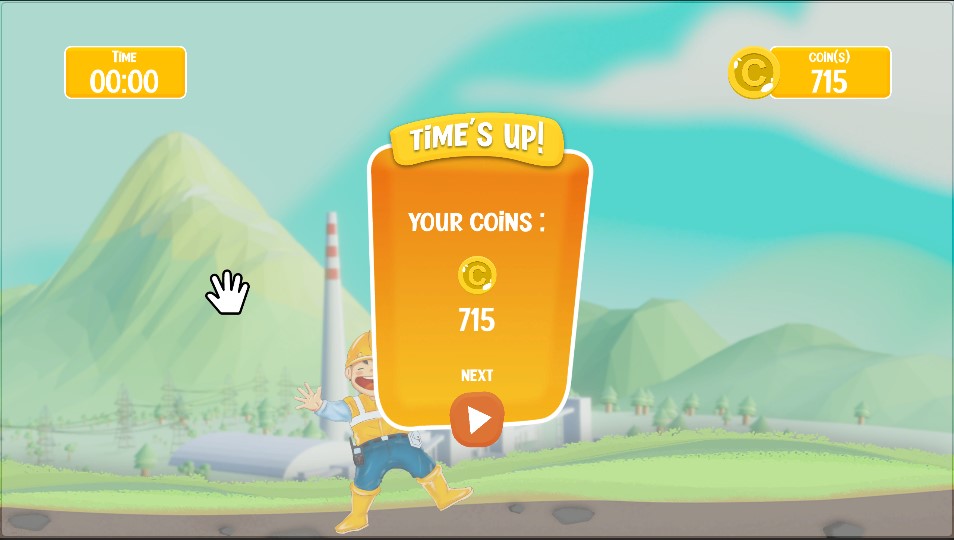 TIME
00:00
COIN(S)
715
TIME'S UP!
YOUR COINS :
715
NEXT